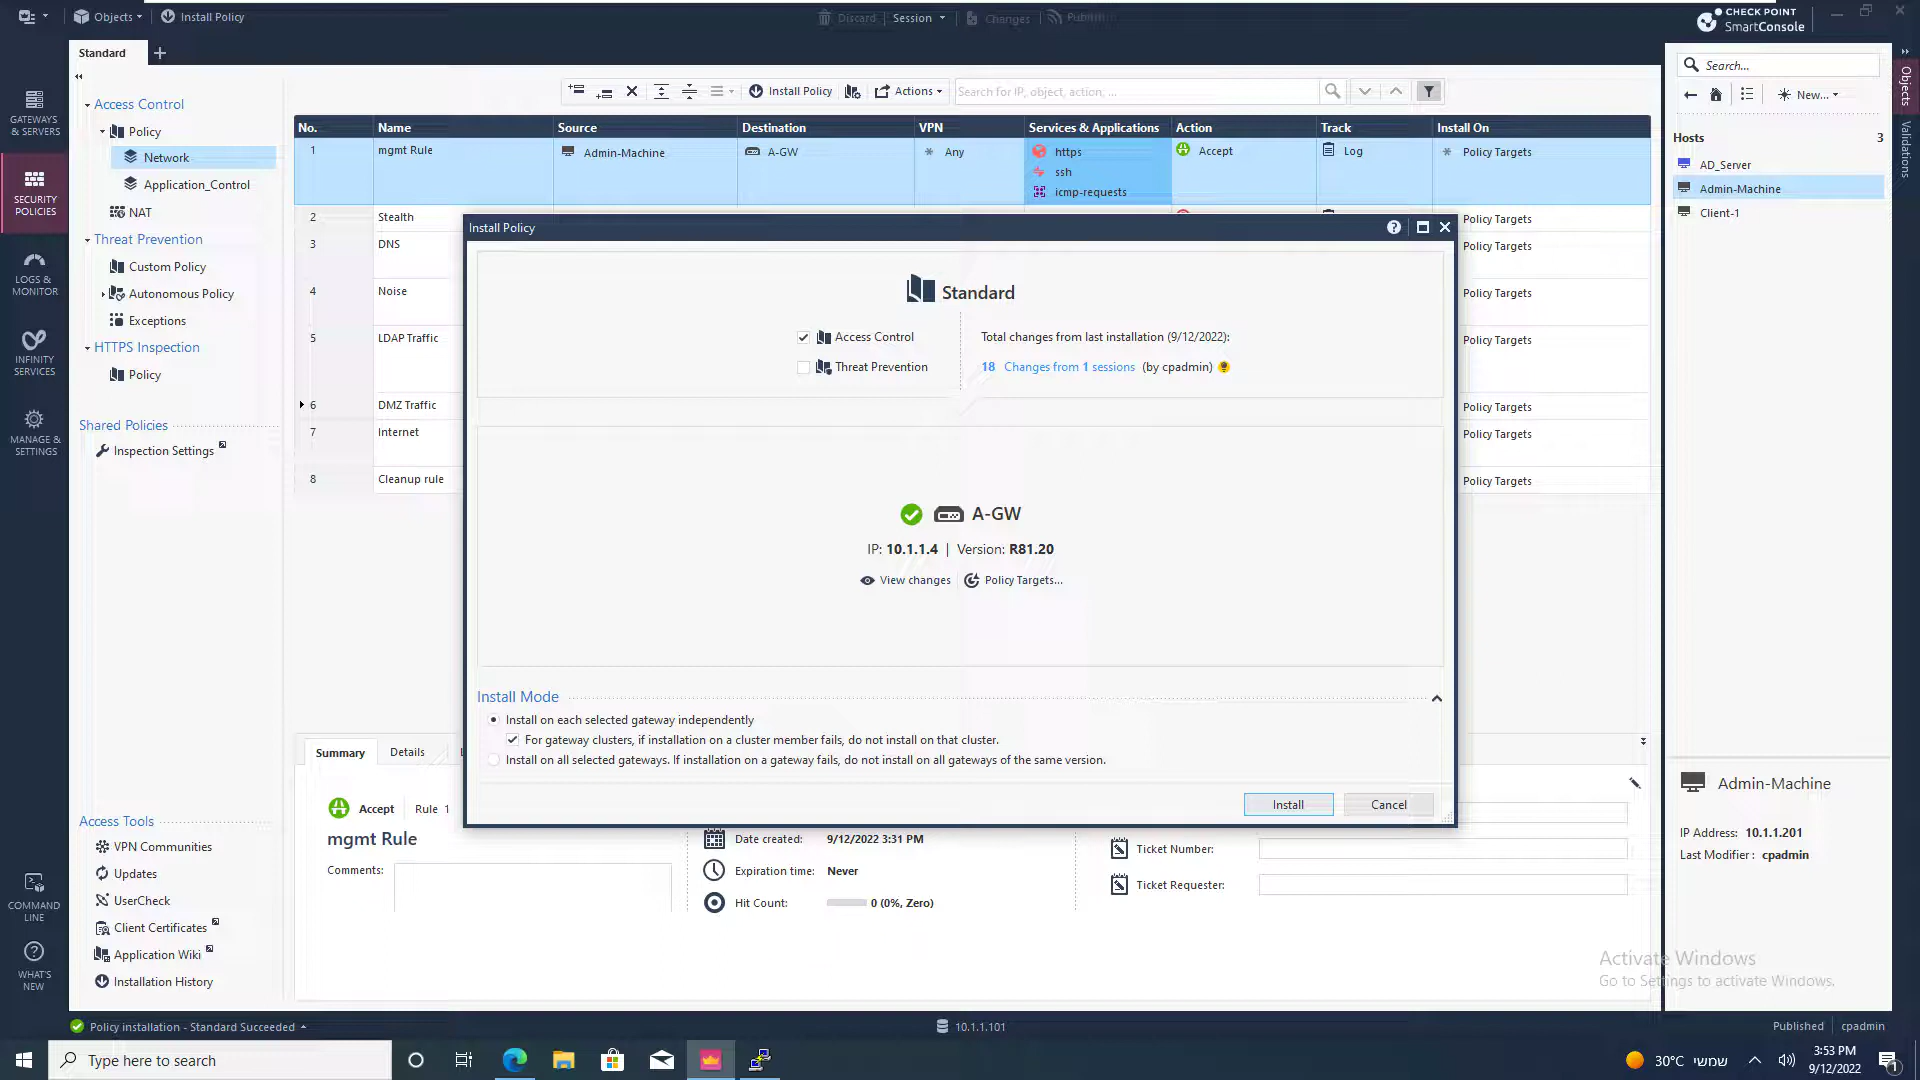 Objects
Install Policy
Discard
Session
Changes
CHECK POINT
SmartConsole
Standard
GATEWAYS
& SERVERS
SECURITY
POLICIES
LOGS &
MONITOR
INFINITY
SERVICES
MANAGE &
SETTINGS
COMMAND
LINE
WHAT'S
NEW
Access Control
Policy
Network
Application_Control
NAT
Threat Prevention
Custom Policy
Autonomous Policy
Exceptions
HTTPS Inspection
Policy
Shared Policies
Inspection Settings
Access Tools
VPN Communities
Updates
UserCheck
Client Certificates
Application Wiki
Installation History
Install Policy
Actions
Search for IP, object, action, ...
No. Name Source Destination VPN Services & Applications Action Track Install On
1 mgmt Rule Admin-Machine A-GW Any https Accept Log Policy Targets
ssh
icmp-requests
2 Stealth Policy Targets
3 DNS Policy Targets
4 Noise Policy Targets
5 LDAP Traffic Policy Targets
6 DMZ Traffic Policy Targets
7 Internet Policy Targets
8 Cleanup rule Policy Targets
Install Policy
Standard
Access Control
Threat Prevention
Total changes from last installation (9/12/2022):
18 Changes from 1 sessions (by cpadmin)
A-GW
IP: 10.1.1.4 | Version: R81.20
View changes
Policy Targets...
Install Mode
Install on each selected gateway independently
For gateway clusters, if installation on a cluster member fails, do not install on that cluster.
Install on all selected gateways. If installation on a gateway fails, do not install on all gateways of the same version.
Install
Cancel
Summary
Details
Accept
Rule 1
mgmt Rule
Comments:
Date created: 9/12/2022 3:31 PM
Expiration time: Never
Hit Count: 0 (0%, Zero)
Ticket Number:
Ticket Requester:
Search...
New...
Hosts 3
AD_Server
Admin-Machine
Client-1
Objects
Validations
Admin-Machine
IP Address: 10.1.1.201
Last Modifier: cpadmin
Activate Windows
Go to Settings to activate Windows.
Policy installation - Standard Succeeded
10.1.1.101
Published
cpadmin
Type here to search
30°C שמשי
3:53 PM
9/12/2022
1